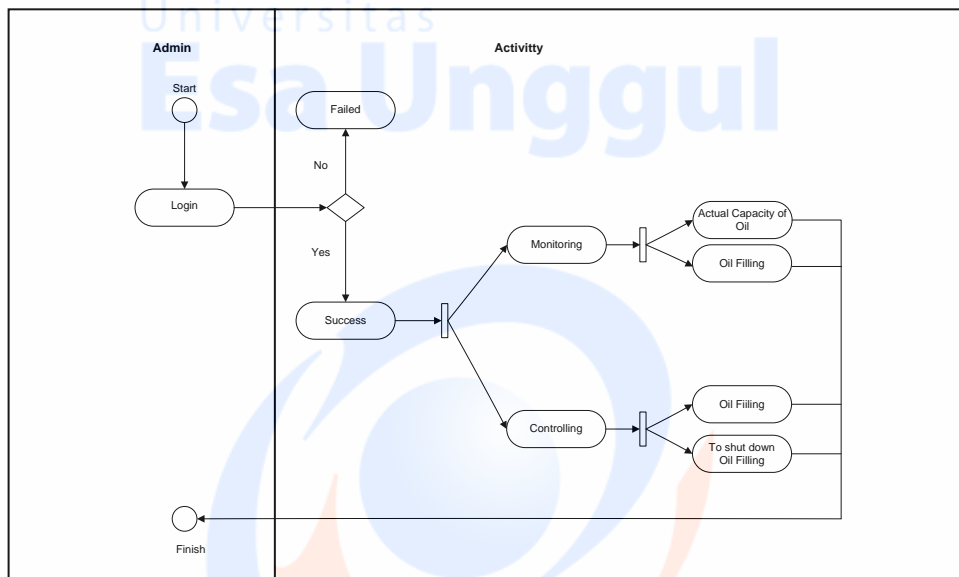 Universitas
Esa Unggul
Admin
Activitty
Start
Failed
No
Login
Yes
Actual Capacity of
Oil
Monitoring
Oil Filling
Success
Oil Fiiling
Controlling
To shut down
Oil Filling
Finish